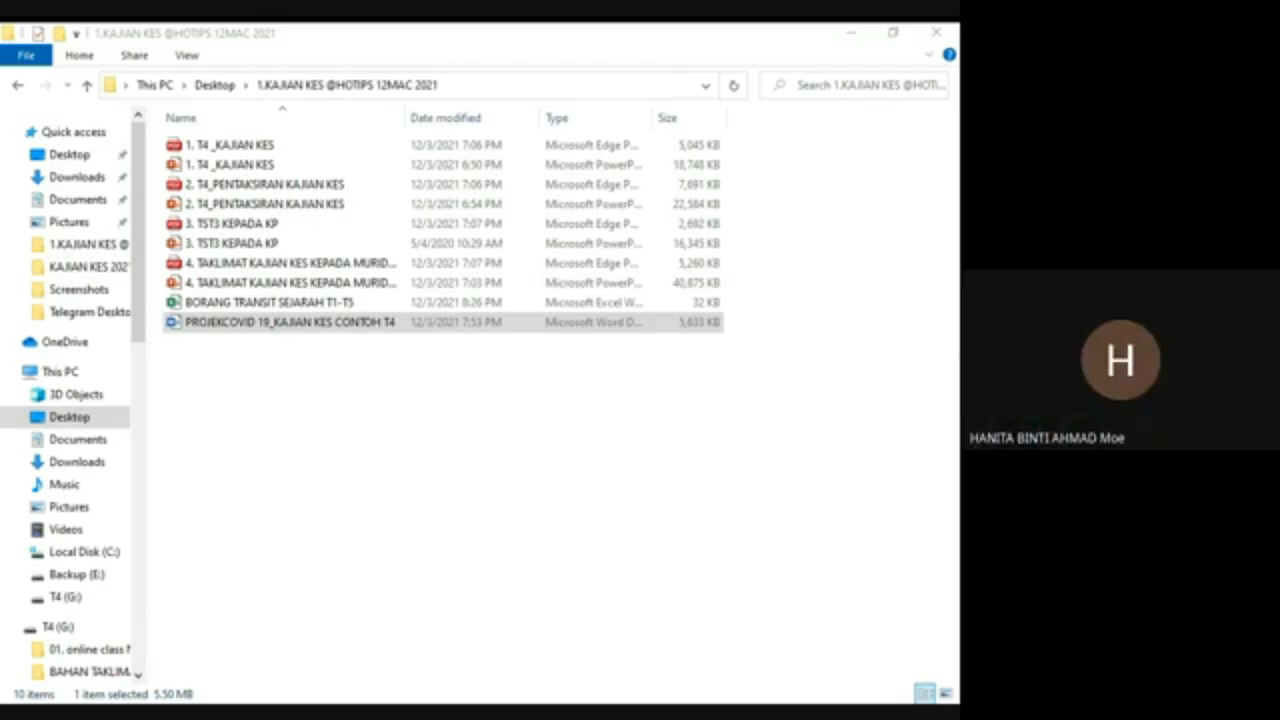 1.KAJIAN KES @HOTIPS 12MAC 2021
File Home Share View
This PC Desktop 1.KAJIAN KES @HOTIPS 12MAC 2021 Search 1.KAJIAN KES @HOTI...
Name Date modified Type Size
1. T4 _KAJIAN KES 12/3/2021 7:06 PM Microsoft Edge P... 5,045 KB
1. T4 _KAJIAN KES 12/3/2021 6:50 PM Microsoft PowerP... 18,748 KB
2. T4_PENTAKSIRAN KAJIAN KES 12/3/2021 7:06 PM Microsoft Edge P... 7,691 KB
2. T4_PENTAKSIRAN KAJIAN KES 12/3/2021 6:54 PM Microsoft PowerP... 22,584 KB
3. TST3 KEPADA KP 12/3/2021 7:07 PM Microsoft Edge P... 2,692 KB
3. TST3 KEPADA KP 5/4/2020 10:29 AM Microsoft PowerP... 16,345 KB
4. TAKLIMAT KAJIAN KES KEPADA MURID... 12/3/2021 7:07 PM Microsoft Edge P... 5,260 KB
4. TAKLIMAT KAJIAN KES KEPADA MURID... 12/3/2021 7:03 PM Microsoft PowerP... 40,875 KB
BORANG TRANSIT SEJARAH T1-T5 12/3/2021 8:26 PM Microsoft Excel W... 32 KB
PROJEKCOVID 19_KAJIAN KES CONTOH T4 12/3/2021 7:53 PM Microsoft Word D... 5,633 KB
Quick access
Desktop
Downloads
Documents
Pictures
1.KAJIAN KES @
KAJIAN KES 202
Screenshots
Telegram Deskto
OneDrive
This PC
3D Objects
Desktop
Documents
Downloads
Music
Pictures
Videos
Local Disk (C:)
Backup (E:)
T4 (G:)
T4 (G:)
01. online class
BAHAN TAKLIM
10 items 1 item selected 5.50 MB
H
HANITA BINTI AHMAD Moe